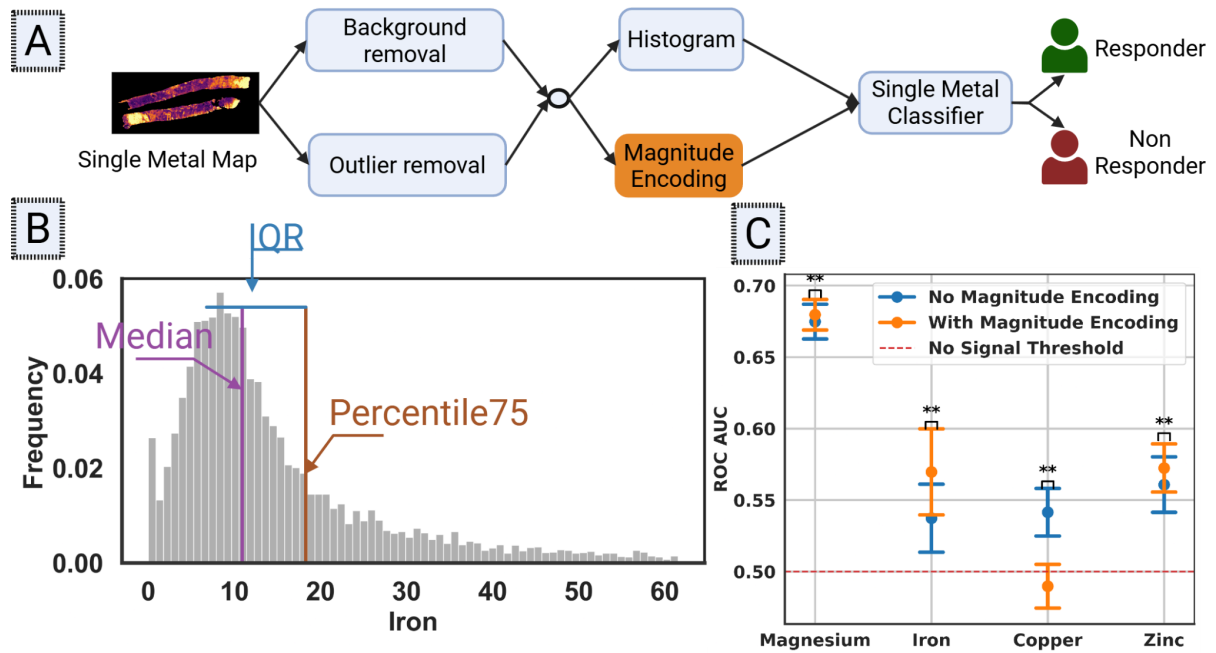 A
Single Metal Map
Background
removal
Outlier removal
Histogram
Magnitude
Encoding
Single Metal
Classifier
Responder
Non
Responder
B
IQR
Median
Percentile75
Frequency
0.06
0.04
0.02
0.00
0 10 20 30 40 50 60
Iron
C
ROC AUC
0.70
0.65
0.60
0.55
0.50
**
**
**
**
No Magnitude Encoding
With Magnitude Encoding
No Signal Threshold
Magnesium Iron Copper Zinc